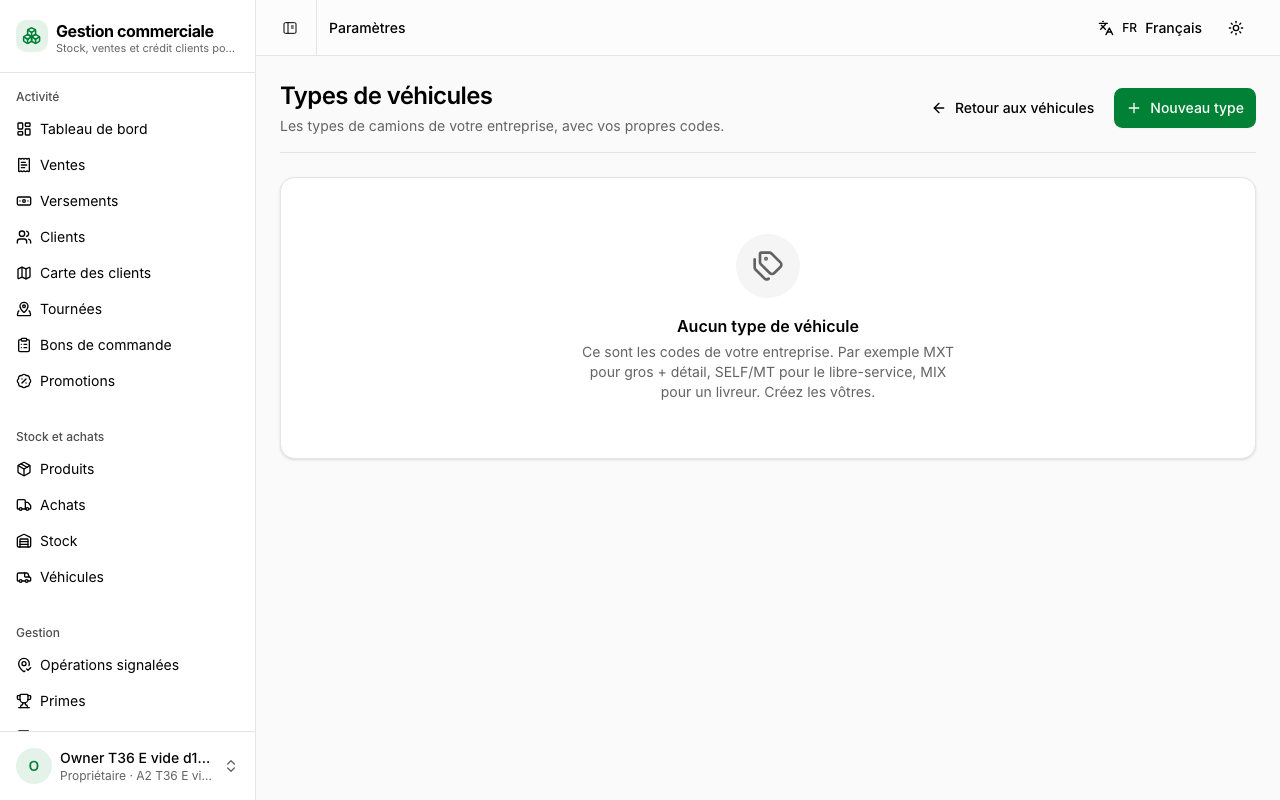 Gestion commerciale
Stock, ventes et crédit clients po...
Paramètres
FR Français
Activité
Tableau de bord
Ventes
Versements
Clients
Carte des clients
Tournées
Bons de commande
Promotions
Stock et achats
Produits
Achats
Stock
Véhicules
Gestion
Opérations signalées
Primes
O
Owner T36 E vide d1...
Propriétaire · A2 T36 E vi...
Types de véhicules
Les types de camions de votre entreprise, avec vos propres codes.
Retour aux véhicules
Nouveau type
Aucun type de véhicule
Ce sont les codes de votre entreprise. Par exemple MXT
pour gros + détail, SELF/MT pour le libre-service, MIX
pour un livreur. Créez les vôtres.